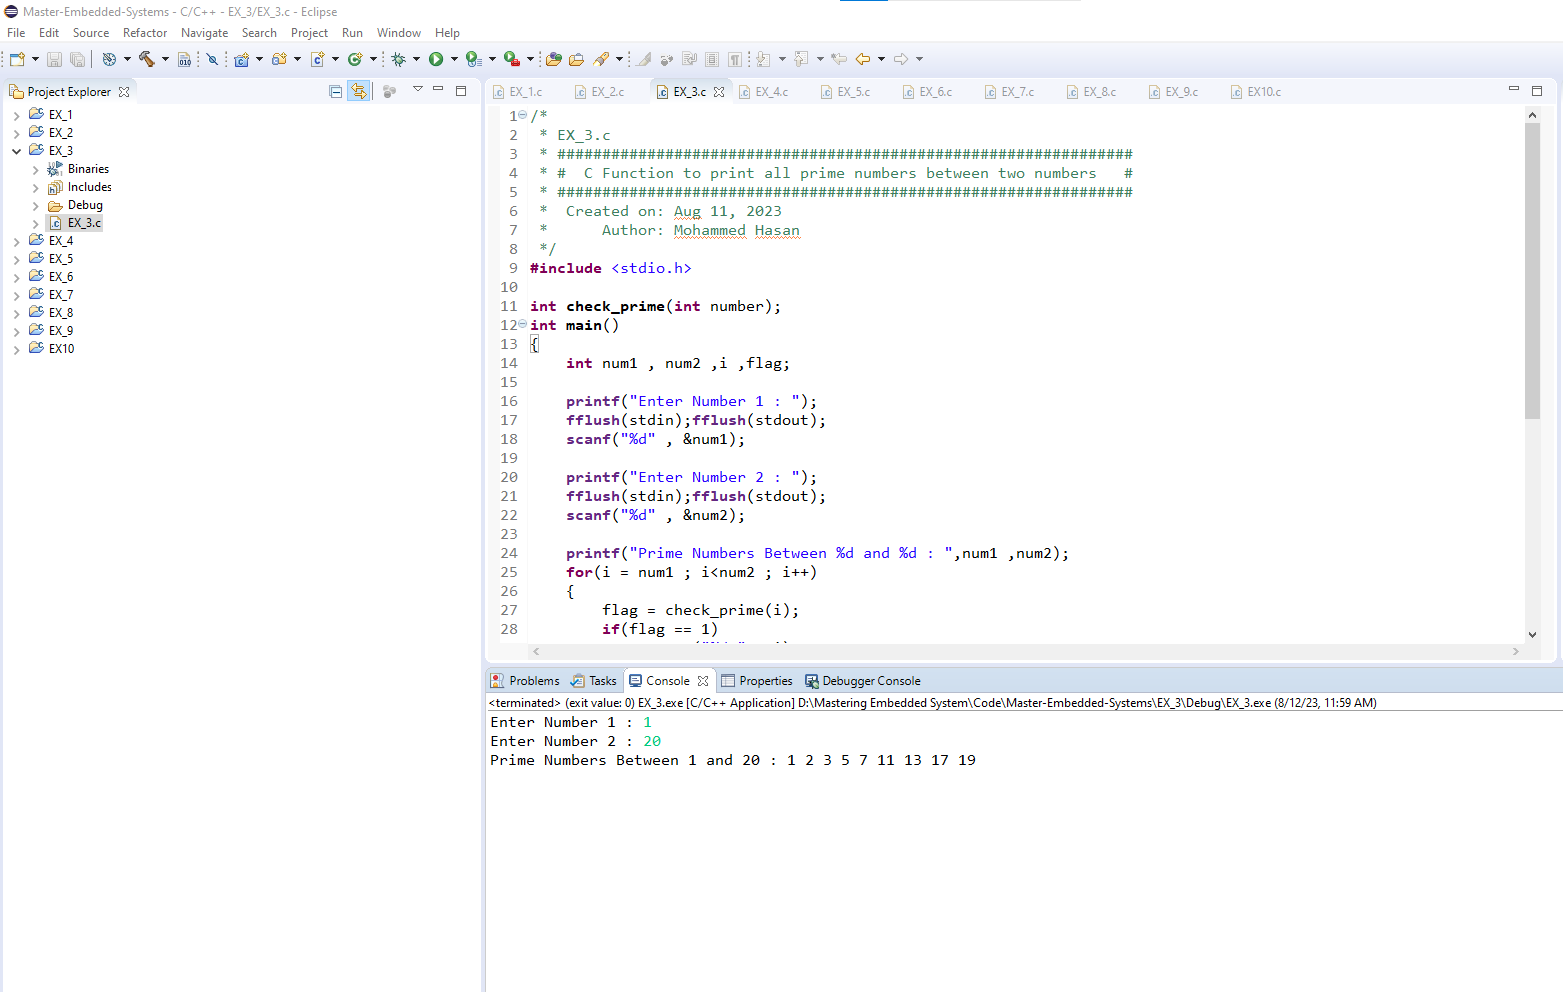 Master-Embedded-Systems - C/C++ - EX_3/EX_3.c - Eclipse
File Edit Source Refactor Navigate Search Project Run Window Help
Project Explorer
EX_1
EX_2
EX_3
Binaries
Includes
Debug
EX_3.c
EX_4
EX_5
EX_6
EX_7
EX_8
EX_9
EX10
EX_1.c EX_2.c EX_3.c EX_4.c EX_5.c EX_6.c EX_7.c EX_8.c EX_9.c EX10.c
1 /*
2  * EX_3.c
3  * ################################################################
4  * #  C Function to print all prime numbers between two numbers   #
5  * ################################################################
6  *  Created on: Aug 11, 2023
7  *      Author: Mohammed Hasan
8  */
9 #include <stdio.h>
10
11 int check_prime(int number);
12 int main()
13 {
14     int num1 , num2 ,i ,flag;
15
16     printf("Enter Number 1 : ");
17     fflush(stdin);fflush(stdout);
18     scanf("%d" , &num1);
19
20     printf("Enter Number 2 : ");
21     fflush(stdin);fflush(stdout);
22     scanf("%d" , &num2);
23
24     printf("Prime Numbers Between %d and %d : ",num1 ,num2);
25     for(i = num1 ; i<num2 ; i++)
26     {
27         flag = check_prime(i);
28         if(flag == 1)
Problems Tasks Console Properties Debugger Console
<terminated> (exit value: 0) EX_3.exe [C/C++ Application] D:\Mastering Embedded System\Code\Master-Embedded-Systems\EX_3\Debug\EX_3.exe (8/12/23, 11:59 AM)
Enter Number 1 : 1
Enter Number 2 : 20
Prime Numbers Between 1 and 20 : 1 2 3 5 7 11 13 17 19